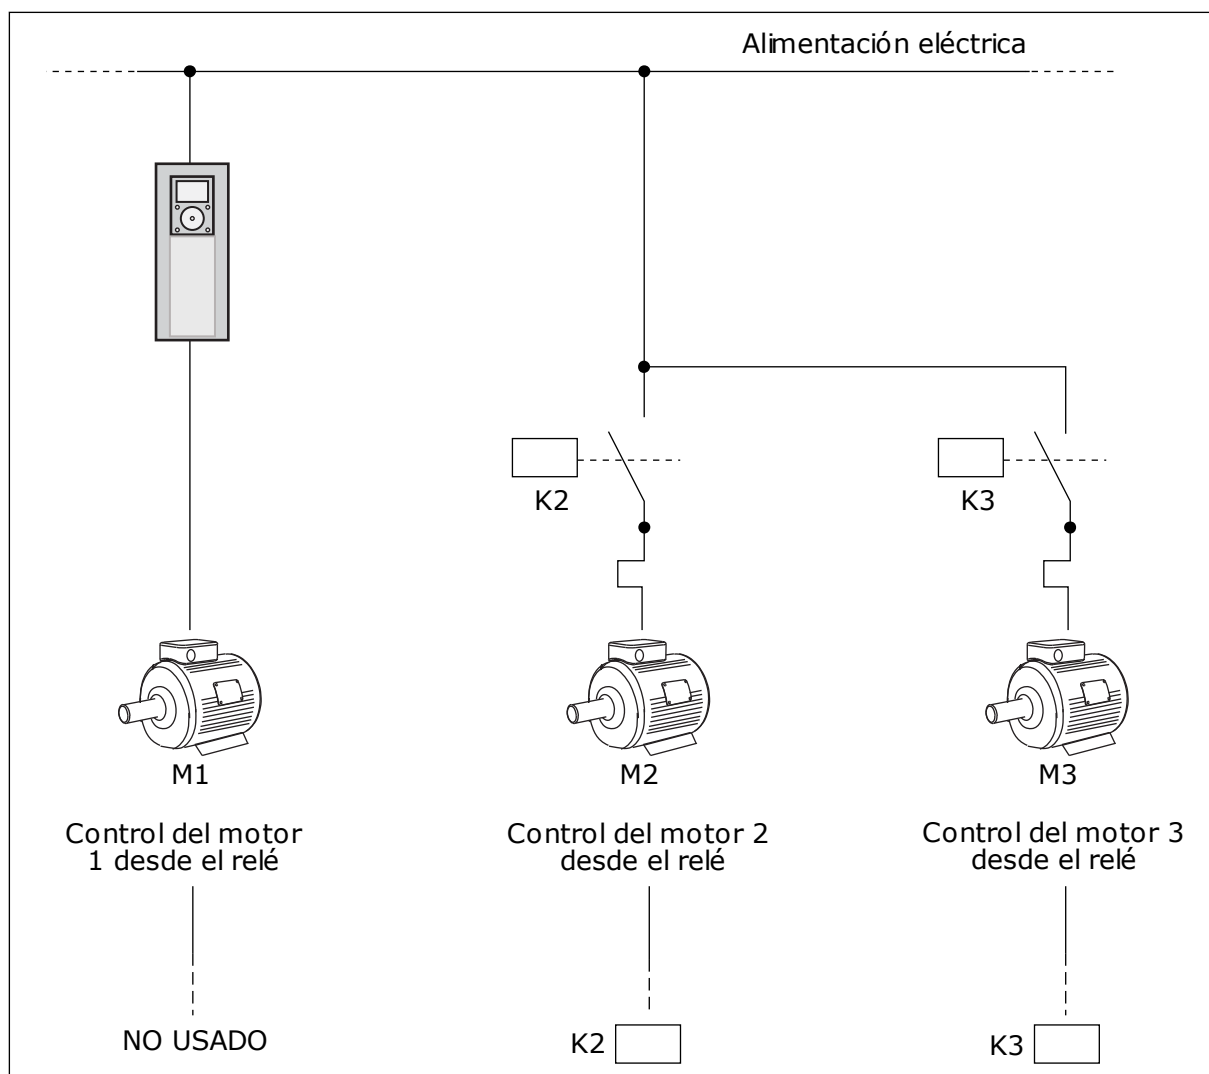 Alimentación eléctrica
K2
K3
M1
M2
M3
Control del motor
1 desde el relé
Control del motor 2
desde el relé
Control del motor 3
desde el relé
NO USADO
K2
K3